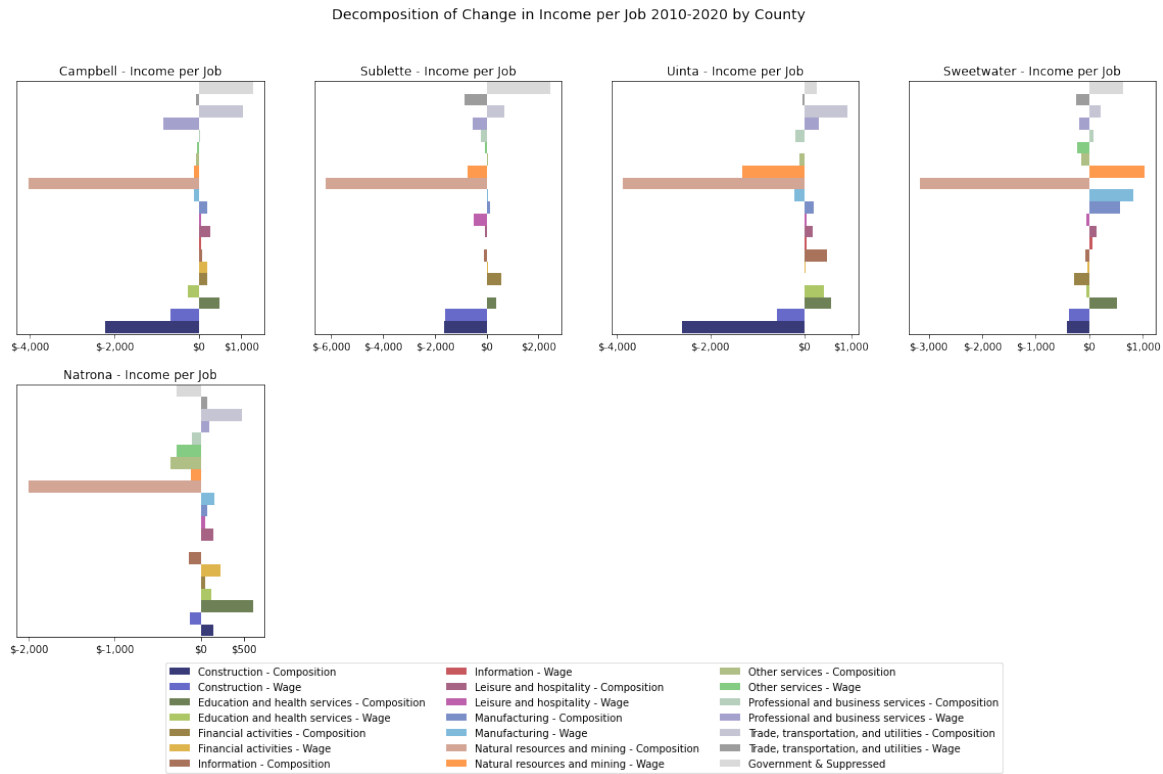 Decomposition of Change in Income per Job 2010-2020 by County
Campbell - Income per Job
Sublette - Income per Job
Uinta - Income per Job
Sweetwater - Income per Job
$-4,000 $-2,000 $0 $1,000
$-6,000 $-4,000 $-2,000 $0 $2,000
$-4,000 $-2,000 $0 $1,000
$-3,000 $-2,000 $-1,000 $0 $1,000
Natrona - Income per Job
$-2,000 $-1,000 $0 $500
Construction - Composition
Construction - Wage
Education and health services - Composition
Education and health services - Wage
Financial activities - Composition
Financial activities - Wage
Information - Composition
Information - Wage
Leisure and hospitality - Composition
Leisure and hospitality - Wage
Manufacturing - Composition
Manufacturing - Wage
Natural resources and mining - Composition
Natural resources and mining - Wage
Other services - Composition
Other services - Wage
Professional and business services - Composition
Professional and business services - Wage
Trade, transportation, and utilities - Composition
Trade, transportation, and utilities - Wage
Government & Suppressed